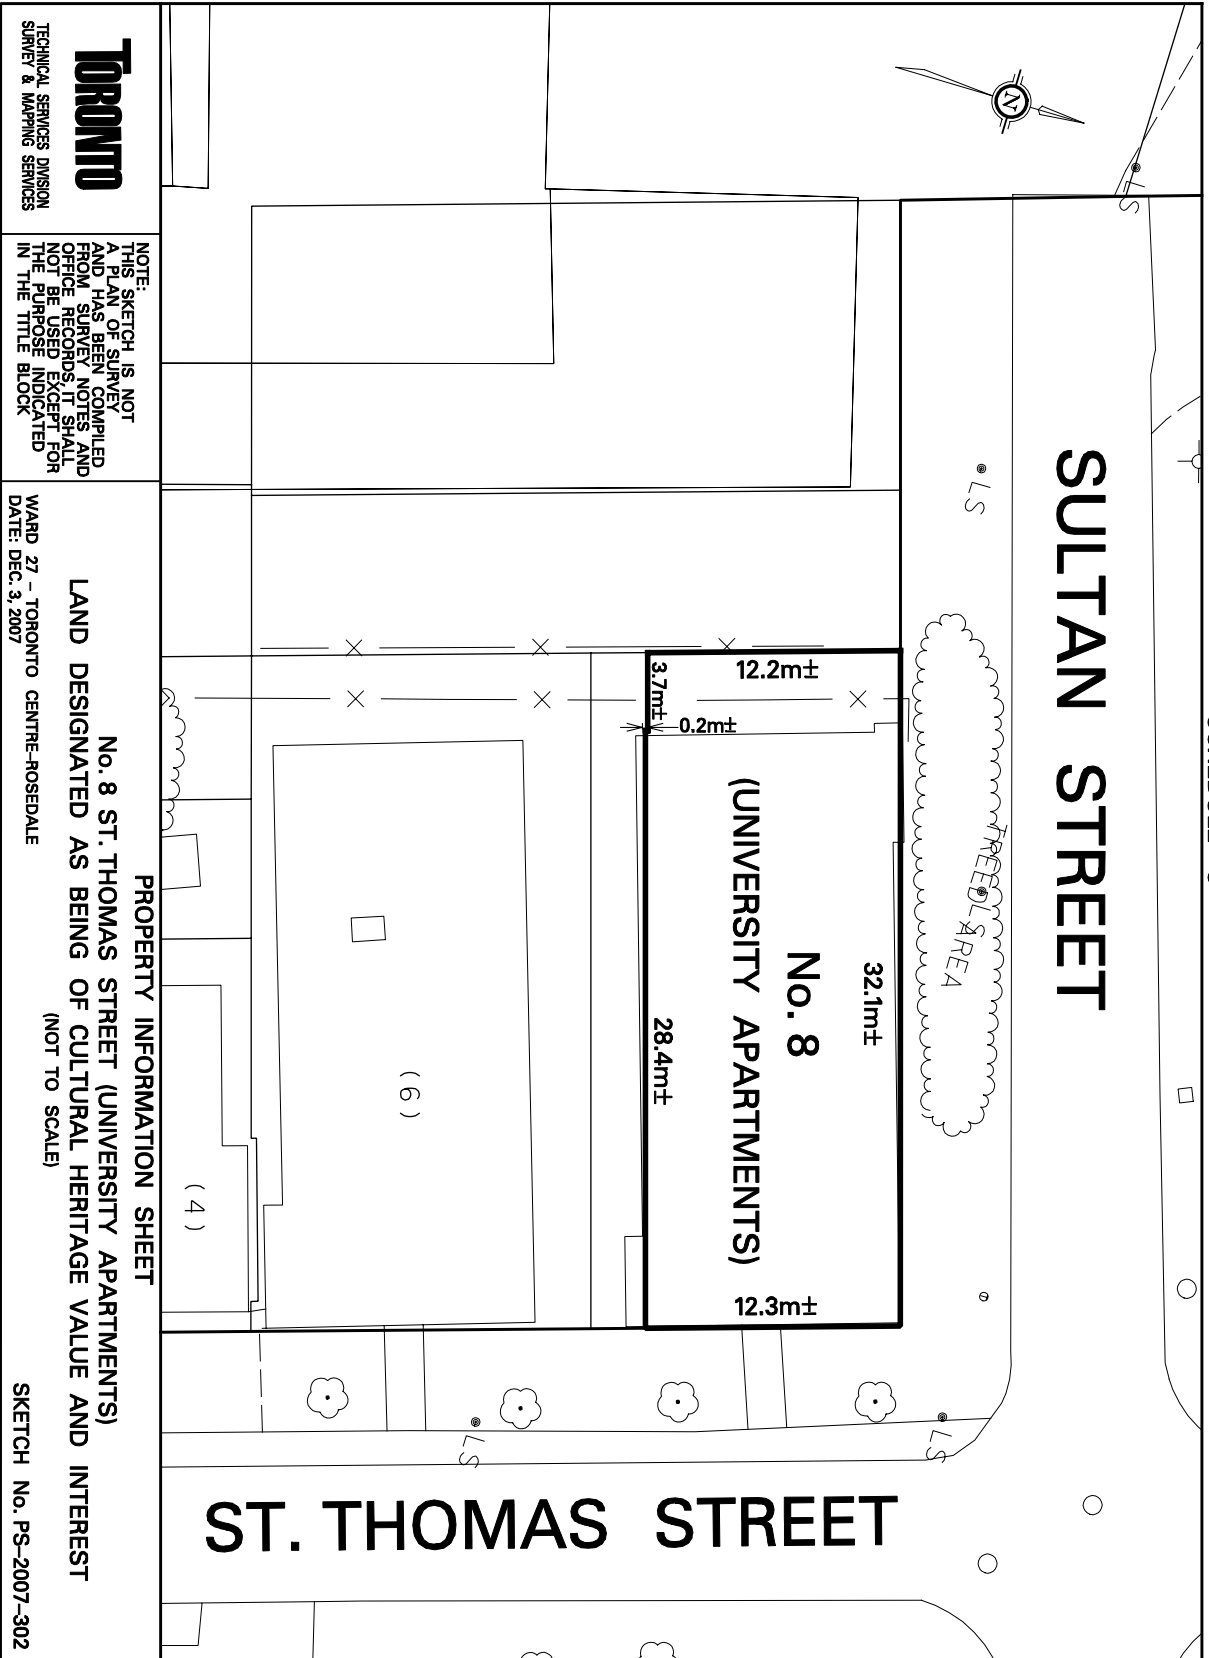 SULTAN STREET
LS
LS
TREED AREA
LS
12.2m±
3.7m±
0.2m±
32.1m±
No. 8
(UNIVERSITY APARTMENTS)
28.4m±
12.3m±
(6)
(4)
LS
LS
ST. THOMAS STREET
N
PROPERTY INFORMATION SHEET
No. 8 ST. THOMAS STREET (UNIVERSITY APARTMENTS)
LAND DESIGNATED AS BEING OF CULTURAL HERITAGE VALUE AND INTEREST
(NOT TO SCALE)
WARD 27 – TORONTO CENTRE–ROSEDALE
DATE: DEC. 3, 2007
SKETCH No. PS–2007–302
NOTE:
THIS SKETCH IS NOT
A PLAN OF SURVEY
AND HAS BEEN COMPILED
FROM SURVEY NOTES AND
OFFICE RECORDS, IT SHALL
NOT BE USED EXCEPT FOR
THE PURPOSE INDICATED
IN THE TITLE BLOCK
TORONTO
TECHNICAL SERVICES DIVISION
SURVEY & MAPPING SERVICES